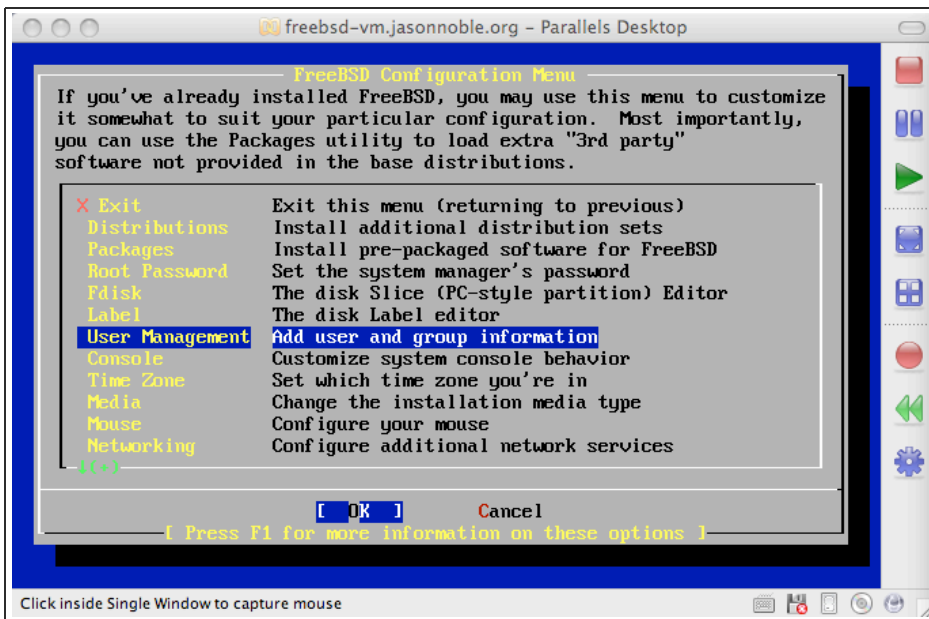 freebsd-vm.jasonnoble.org - Parallels Desktop
FreeBSD Configuration Menu
If you've already installed FreeBSD, you may use this menu to customize
it somewhat to suit your particular configuration.  Most importantly,
you can use the Packages utility to load extra "3rd party"
software not provided in the base distributions.
X Exit Exit this menu (returning to previous)
Distributions Install additional distribution sets
Packages Install pre-packaged software for FreeBSD
Root Password Set the system manager's password
Fdisk The disk Slice (PC-style partition) Editor
Label The disk Label editor
User Management Add user and group information
Console Customize system console behavior
Time Zone Set which time zone you're in
Media Change the installation media type
Mouse Configure your mouse
Networking Configure additional network services
↓(+)
[ OK ] Cancel
[ Press F1 for more information on these options ]
Click inside Single Window to capture mouse